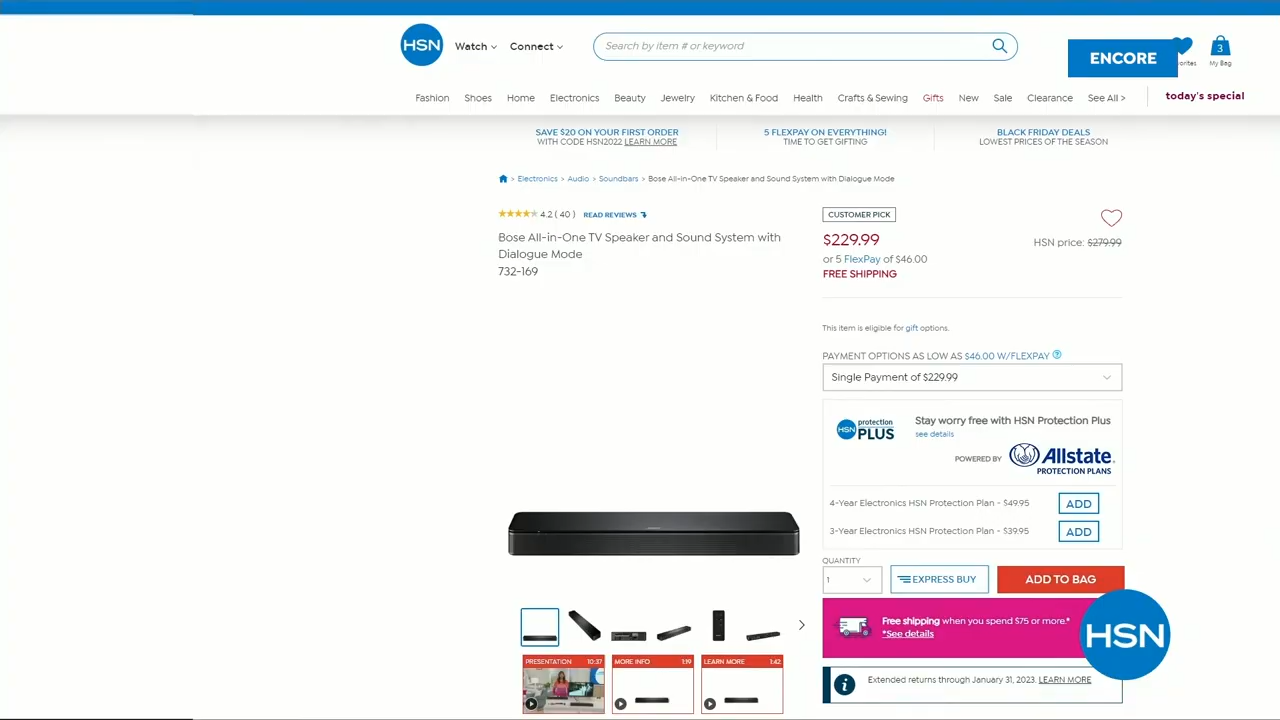 HSN
Watch
Connect
Search by item # or keyword
ENCORE
3
My Bag
Fashion
Shoes
Home
Electronics
Beauty
Jewelry
Kitchen & Food
Health
Crafts & Sewing
Gifts
New
Sale
Clearance
See All >
today's special
SAVE $20 ON YOUR FIRST ORDER
WITH CODE HSN2022 LEARN MORE
5 FLEXPAY ON EVERYTHING!
TIME TO GET GIFTING
BLACK FRIDAY DEALS
LOWEST PRICES OF THE SEASON
> Electronics > Audio > Soundbars > Bose All-in-One TV Speaker and Sound System with Dialogue Mode
4.2 ( 40 ) READ REVIEWS
Bose All-in-One TV Speaker and Sound System with
Dialogue Mode
732-169
CUSTOMER PICK
$229.99
HSN price: $279.99
or 5 FlexPay of $46.00
FREE SHIPPING
This item is eligible for gift options.
PAYMENT OPTIONS AS LOW AS $46.00 W/FLEXPAY ?
Single Payment of $229.99
HSN protection PLUS
Stay worry free with HSN Protection Plus
see details
POWERED BY
Allstate.
PROTECTION PLANS
4-Year Electronics HSN Protection Plan - $49.95
ADD
3-Year Electronics HSN Protection Plan - $39.95
ADD
QUANTITY
1
EXPRESS BUY
ADD TO BAG
Free shipping when you spend $75 or more.*
*See details
HSN
i
Extended returns through January 31, 2023. LEARN MORE
PRESENTATION 10:37
MORE INFO 1:19
LEARN MORE 1:42